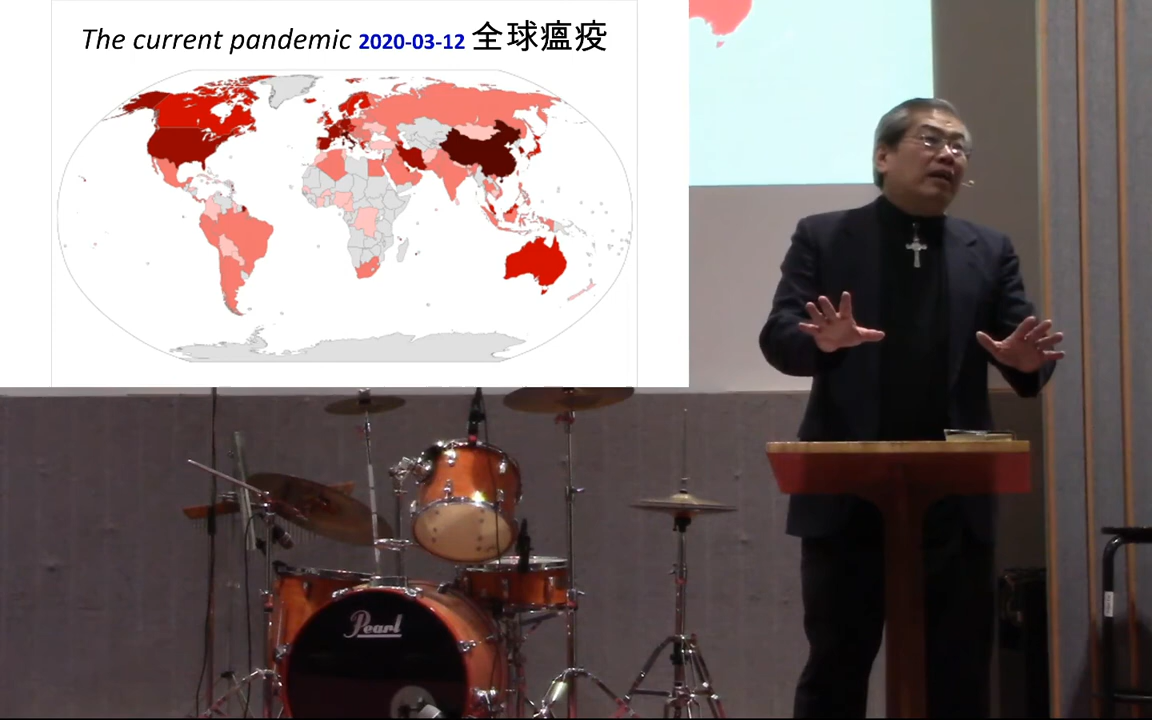 The current pandemic 2020-03-12 全球瘟疫
Pearl